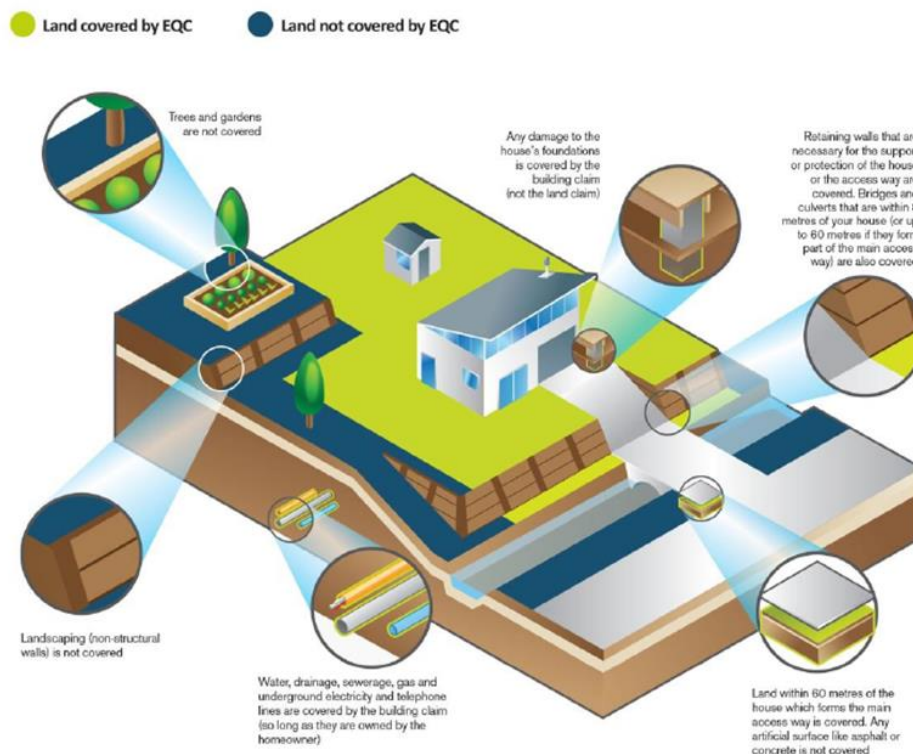 Land covered by EQC
Land not covered by EQC
Trees and gardens
are not covered
Any damage to the
house's foundations
is covered by the
building claim
(not the land claim)
Retaining walls that are
necessary for the support
or protection of the house
or the access way are
covered. Bridges and
culverts that are within
metres of your house (or up
to 60 metres if they form
part of the main access
way) are also covered
Landscaping (non-structural
walls) is not covered
Water, drainage, sewerage, gas and
underground electricity and telephone
lines are covered by the building claim
(so long as they are owned by the
homeowner)
Land within 60 metres of the
house which forms the main
access way is covered. Any
artificial surface like asphalt or
concrete is not covered